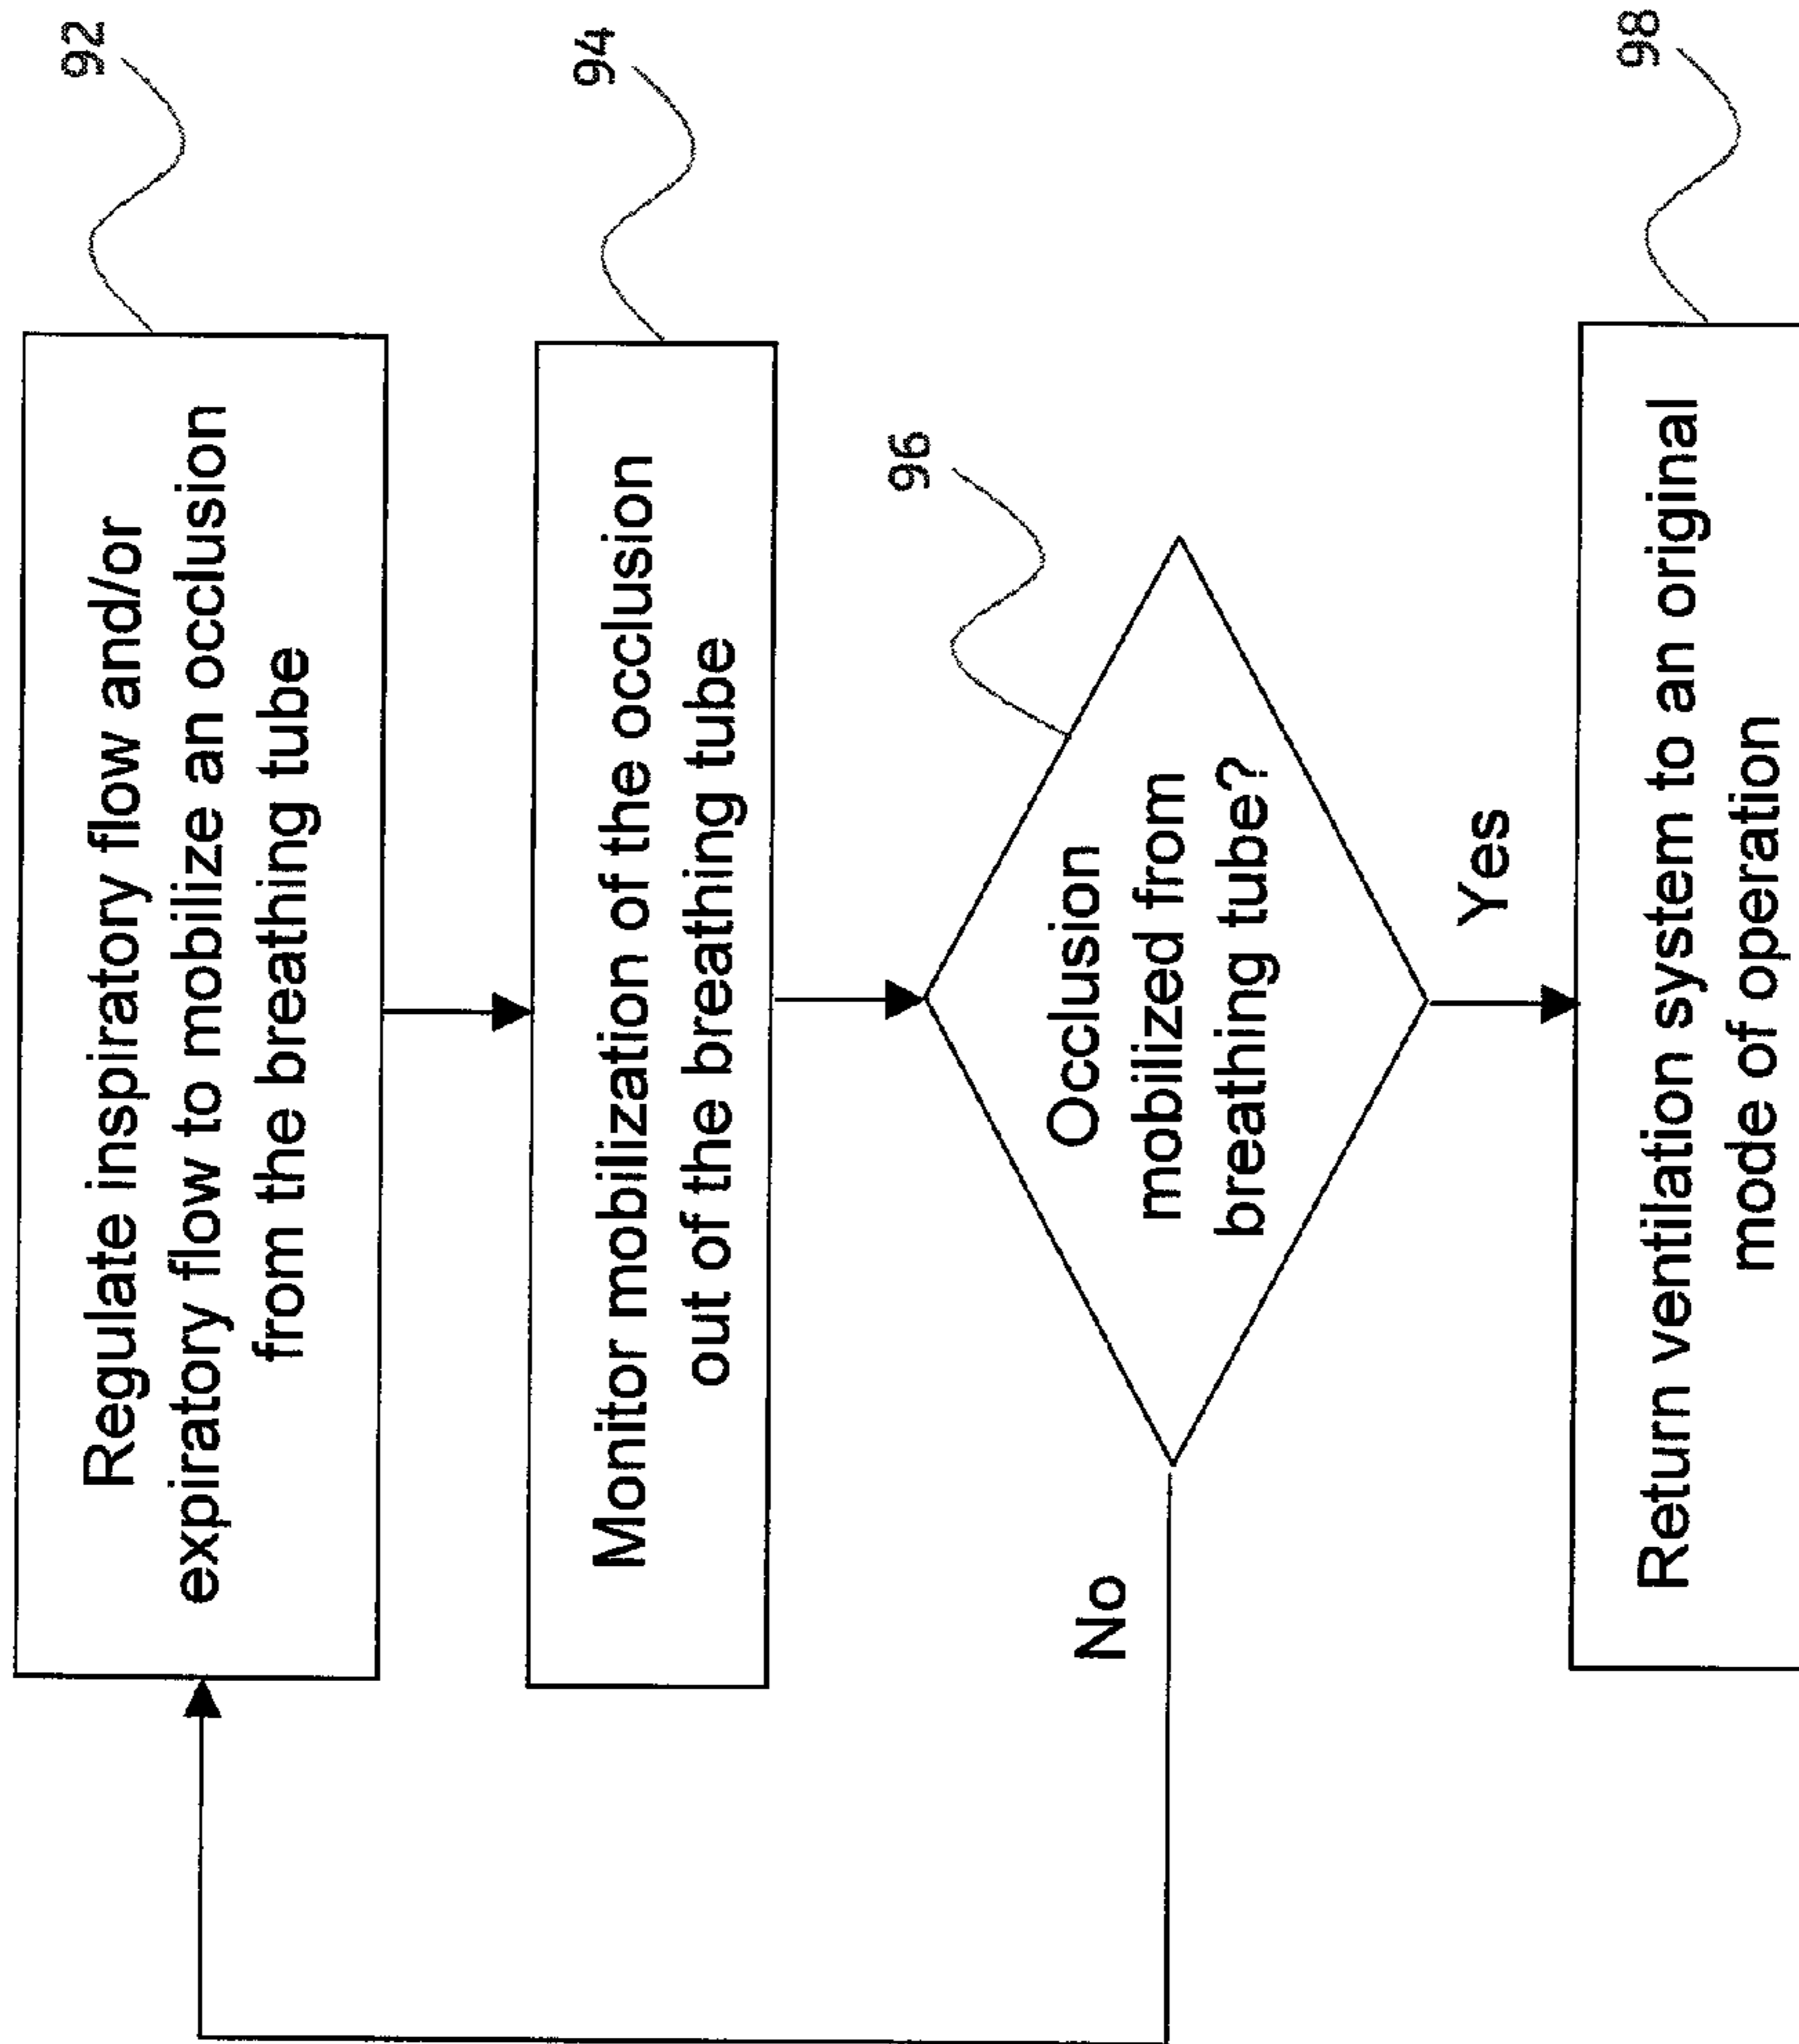 92
Regulate inspiratory flow and/or
expiratory flow to mobilize an occlusion
from the breathing tube
94
Monitor mobilization of the occlusion
out of the breathing tube
96
Occlusion
mobilized from
breathing tube?
No
Yes
98
Return ventilation system to an original
mode of operation